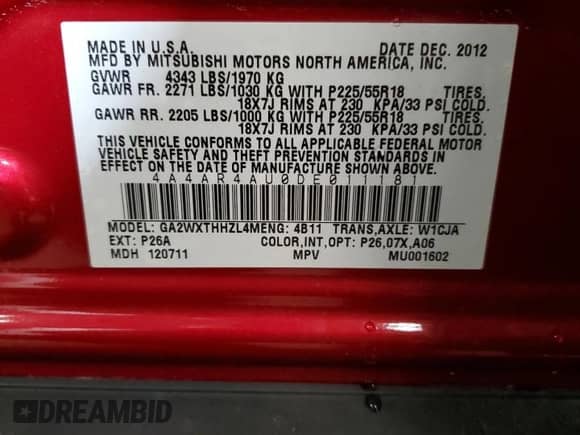 MADE IN U.S.A. DATE DEC. 2012
MFD BY MITSUBISHI MOTORS NORTH AMERICA, INC.
GVWR 4343 LBS/1970 KG
GAWR FR. 2271 LBS/1030 KG WITH P225/55R18 TIRES,
18X7J RIMS AT 230 KPA/33 PSI COLD.
GAWR RR. 2205 LBS/1000 KG WITH P225/55R18 TIRES,
18X7J RIMS AT 230 KPA/33 PSI COLD.
THIS VEHICLE CONFORMS TO ALL APPLICABLE FEDERAL MOTOR
VEHICLE SAFETY AND THEFT PREVENTION STANDARDS IN
EFFECT ON THE DATE OF MANUFACTURE SHOWN ABOVE.
4A4AR4AU0DE011181
MODEL: GA2WXTHHZL4M ENG: 4B11 TRANS,AXLE: W1CJA
EXT: P26A COLOR,INT,OPT: P26,07X,A06
MDH 120711 MPV MU001602
DREAMBID